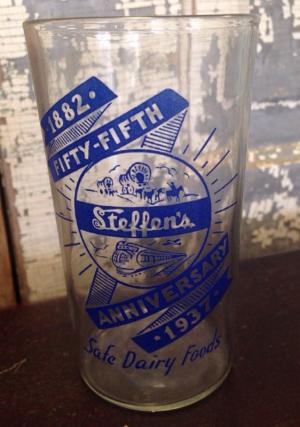 ·1882·
FIFTY-FIFTH
Steffen's
ANNIVERSARY
·1937·
Safe Dairy Foods